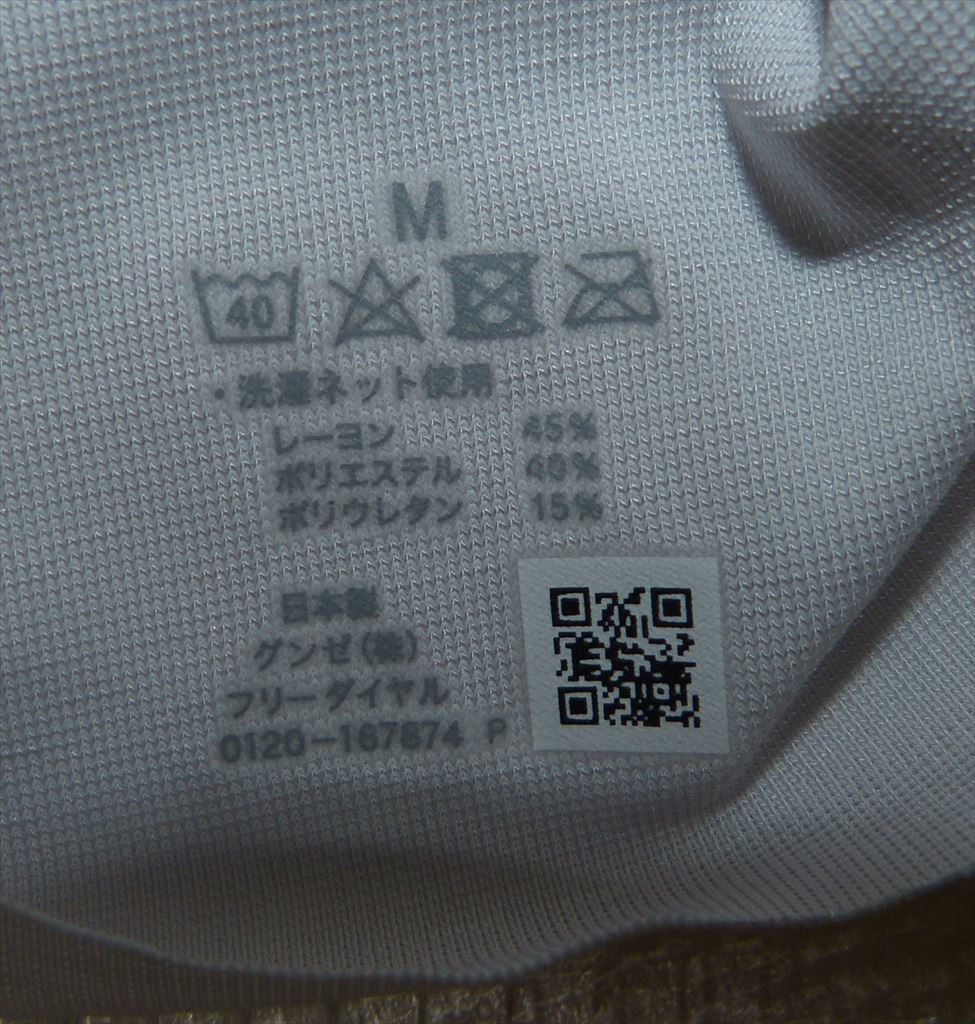 M
40
・洗濯ネット使用
レーヨン 45%
ポリエステル 40%
ポリウレタン 15%
日本製
グンゼ(株)
フリーダイヤル
0120-167874 P